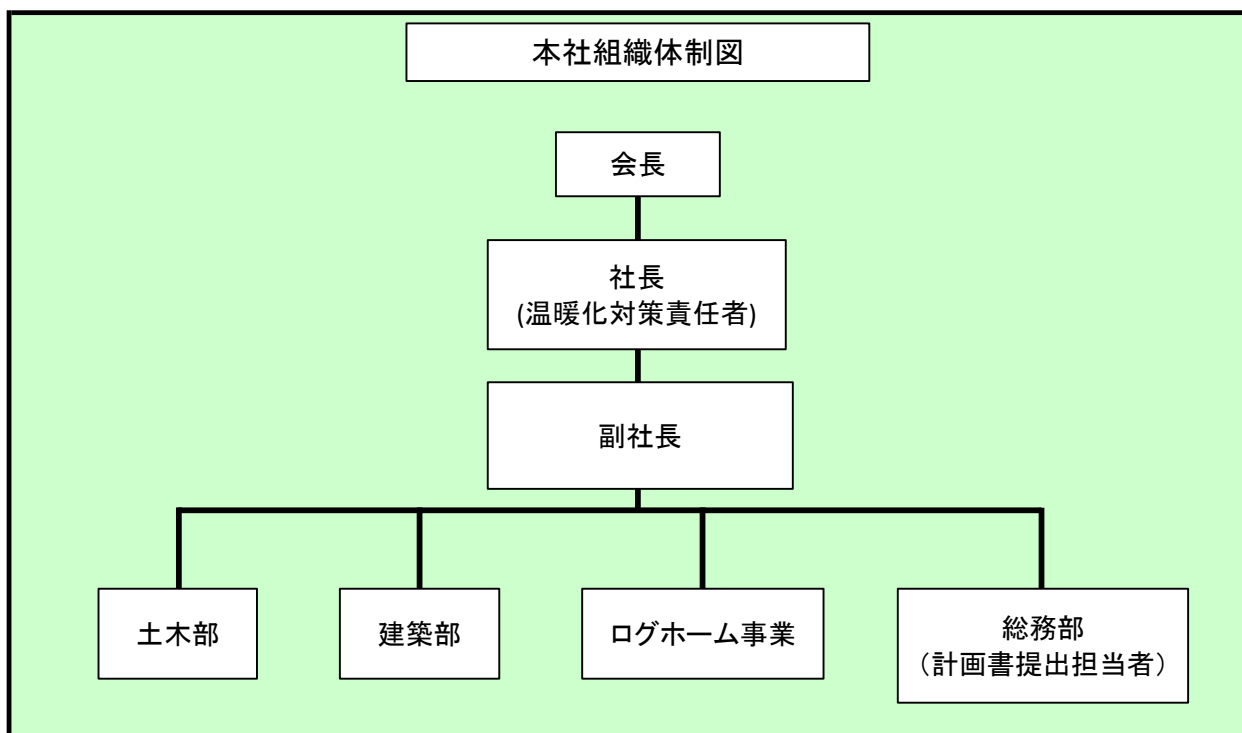 本社組織体制図
会長
社長
(温暖化対策責任者)
副社長
土木部
建築部
ログホーム事業
総務部
（計画書提出担当者）